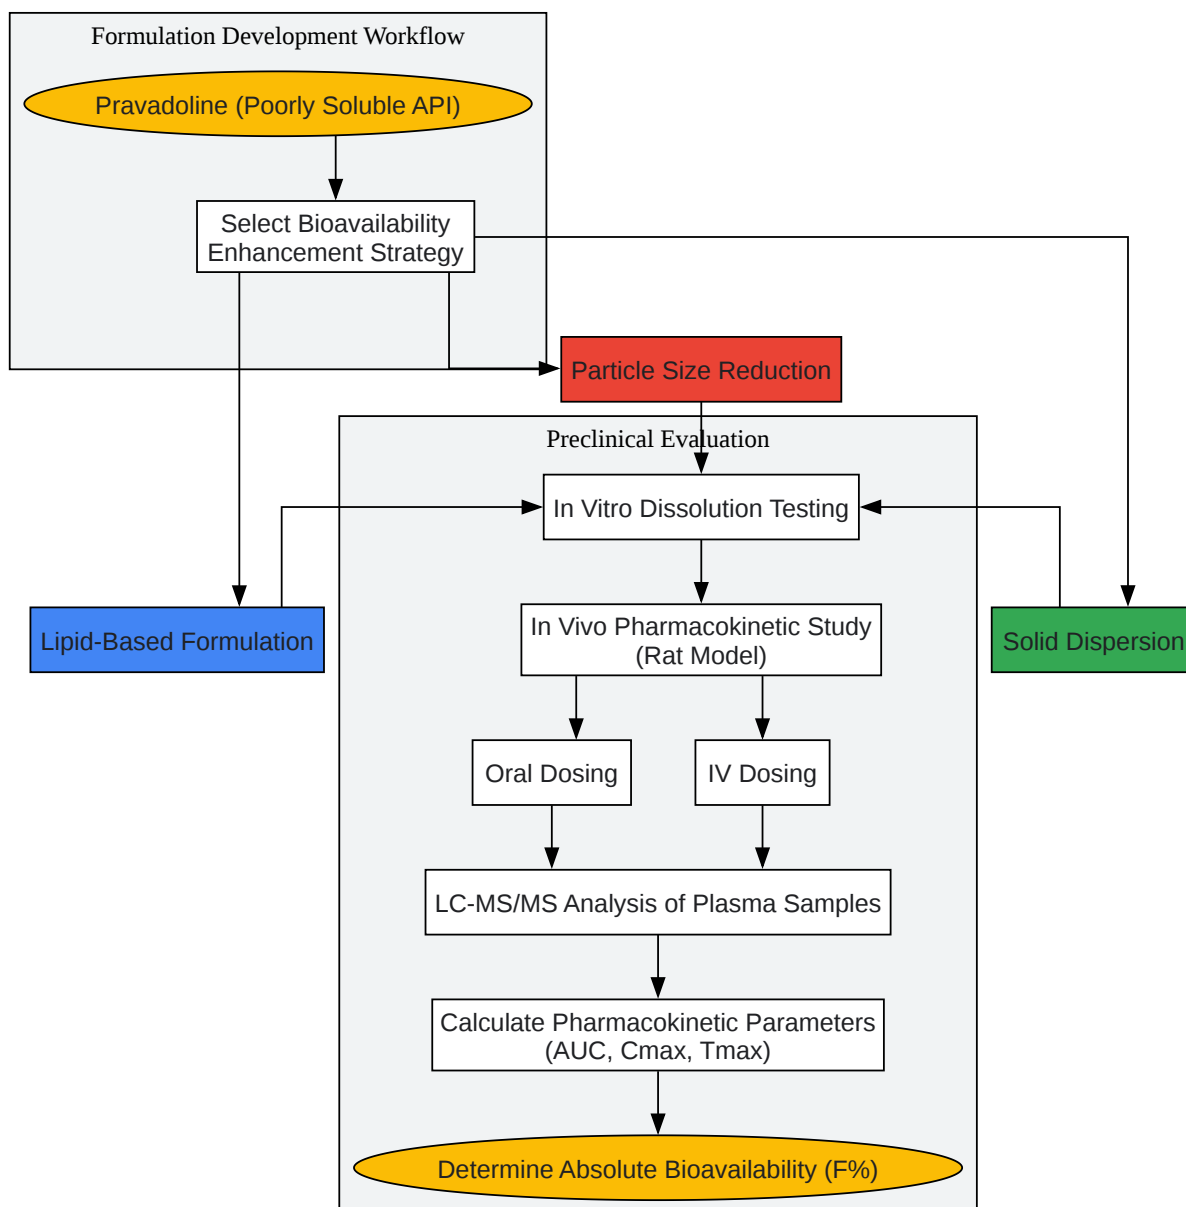 Formulation Development Workflow
Pravadoline (Poorly Soluble API)
Select Bioavailability
Enhancement Strategy
Particle Size Reduction
Preclinical Evaluation
In Vitro Dissolution Testing
Lipid-Based Formulation
In Vivo Pharmacokinetic Study
(Rat Model)
Solid Dispersion
Oral Dosing
IV Dosing
LC-MS/MS Analysis of Plasma Samples
Calculate Pharmacokinetic Parameters
(AUC, Cmax, Tmax)
Determine Absolute Bioavailability (F%)